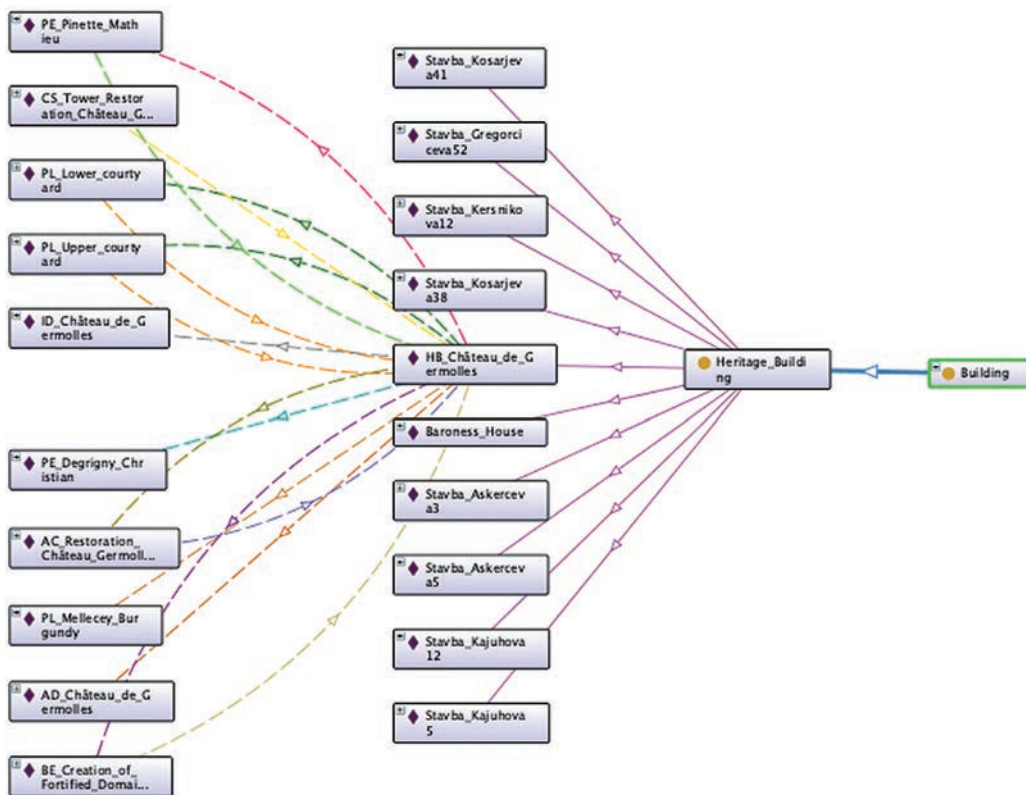 PE_Pinette_Math
ieu
CS_Tower_Restor
ation_Château_G...
PL_Lower_courty
ard
PL_Upper_courty
ard
ID_Château_de_G
ermolles
PE_Degrigny_Chr
istian
AC_Restoration_
Château_Germoll...
PL_Mellecey_Bur
gundy
AD_Château_de_G
ermolles
BE_Creation_of_
Fortified_Domai...
Stavba_Kosarjev
a41
Stavba_Gregorci
ceva52
Stavba_Kersniko
va12
Stavba_Kosarjev
a38
HB_Château_de_G
ermolles
Baroness_House
Stavba_Askercev
a3
Stavba_Askercev
a5
Stavba_Kajuhova
12
Stavba_Kajuhova
5
Heritage_Buildi
ng
Building